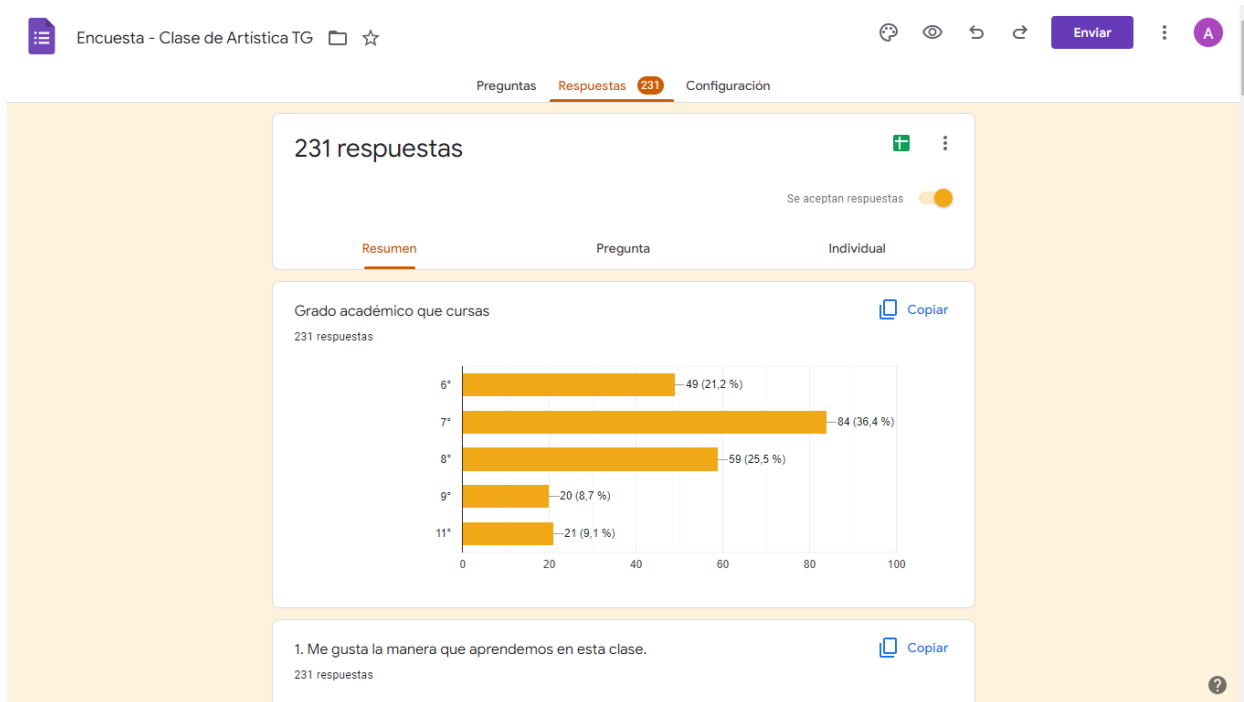 Encuesta - Clase de Artística TG
Enviar
A
Preguntas Respuestas 231 Configuración
231 respuestas
Se aceptan respuestas
Resumen Pregunta Individual
Grado académico que cursas
Copiar
231 respuestas
6° 49 (21,2 %)
7° 84 (36,4 %)
8° 59 (25,5 %)
9° 20 (8,7 %)
11° 21 (9,1 %)
0 20 40 60 80 100
1. Me gusta la manera que aprendemos en esta clase.
Copiar
231 respuestas
?